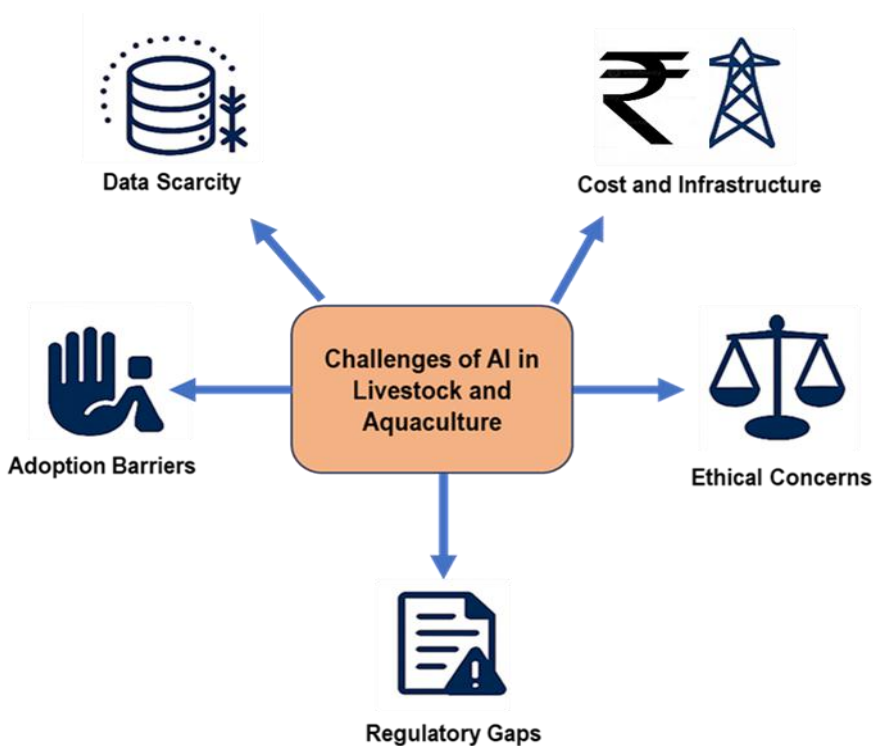 Data Scarcity
Cost and Infrastructure
Challenges of AI in
Livestock and
Aquaculture
Adoption Barriers
Ethical Concerns
Regulatory Gaps